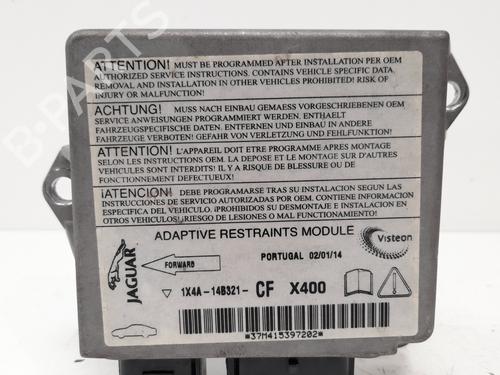 ATTENTION! MUST BE PROGRAMMED AFTER INSTALLATION PER OEM
AUTHORIZED SERVICE INSTRUCTIONS. CONTAINS VEHICLE SPECIFIC DATA.
REMOVAL AND INSTALLATION IN OTHER VEHICLES PROHIBITED! RISK OF INJURY
OR MALFUNCTION!
ACHTUNG! MUSS NACH EINBAU GEMAESS VORGESCHRIEBENEN OEM
SERVICE ANWEISUNGEN PROGRAMMIERT WERDEN. ENTHAELT
FAHRZEUGSPEZIFISCHE DATEN. ENTFERNEN UND EINBAU IN ANDERE
FAHRZEUGE VERBOTEN! GEFAHR VON VERLETZUNG UND FEHLFUNKTION!
ATTENTION! L'APPAREIL DOIT ETRE PROGRAMME APRES MONTAGE
SELON LES INSTRUCTIONS OEM. LA DEPOSE ET LE MONTAGE SUR D'AUTRES
VEHICULES SONT INTERDITS! IL Y A RISQUE DE BLESSURE OU DE
FONCTIONNEMENT DEFECTUEUX!
¡ATENCION! DEBE PROGRAMARSE TRAS SU INSTALACION SEGUN LAS
INSTRUCCIONES DE SERVICIO AUTORIZADAS DE OEM. CONTIENE INFORMACION
ESPECIFICA DEL VEHICULO. ¡PROHIBIDOS SU DESMONTAJE E INSTALACION EN
OTROS VEHICULOS!¡RIESGO DE LESIONES O MAL FUNCIONAMIENTO!
ADAPTIVE RESTRAINTS MODULE
Visteon
JAGUAR
FORWARD
PORTUGAL 02/01/14
1X4A-14B321- CF X400
*37M415397202*